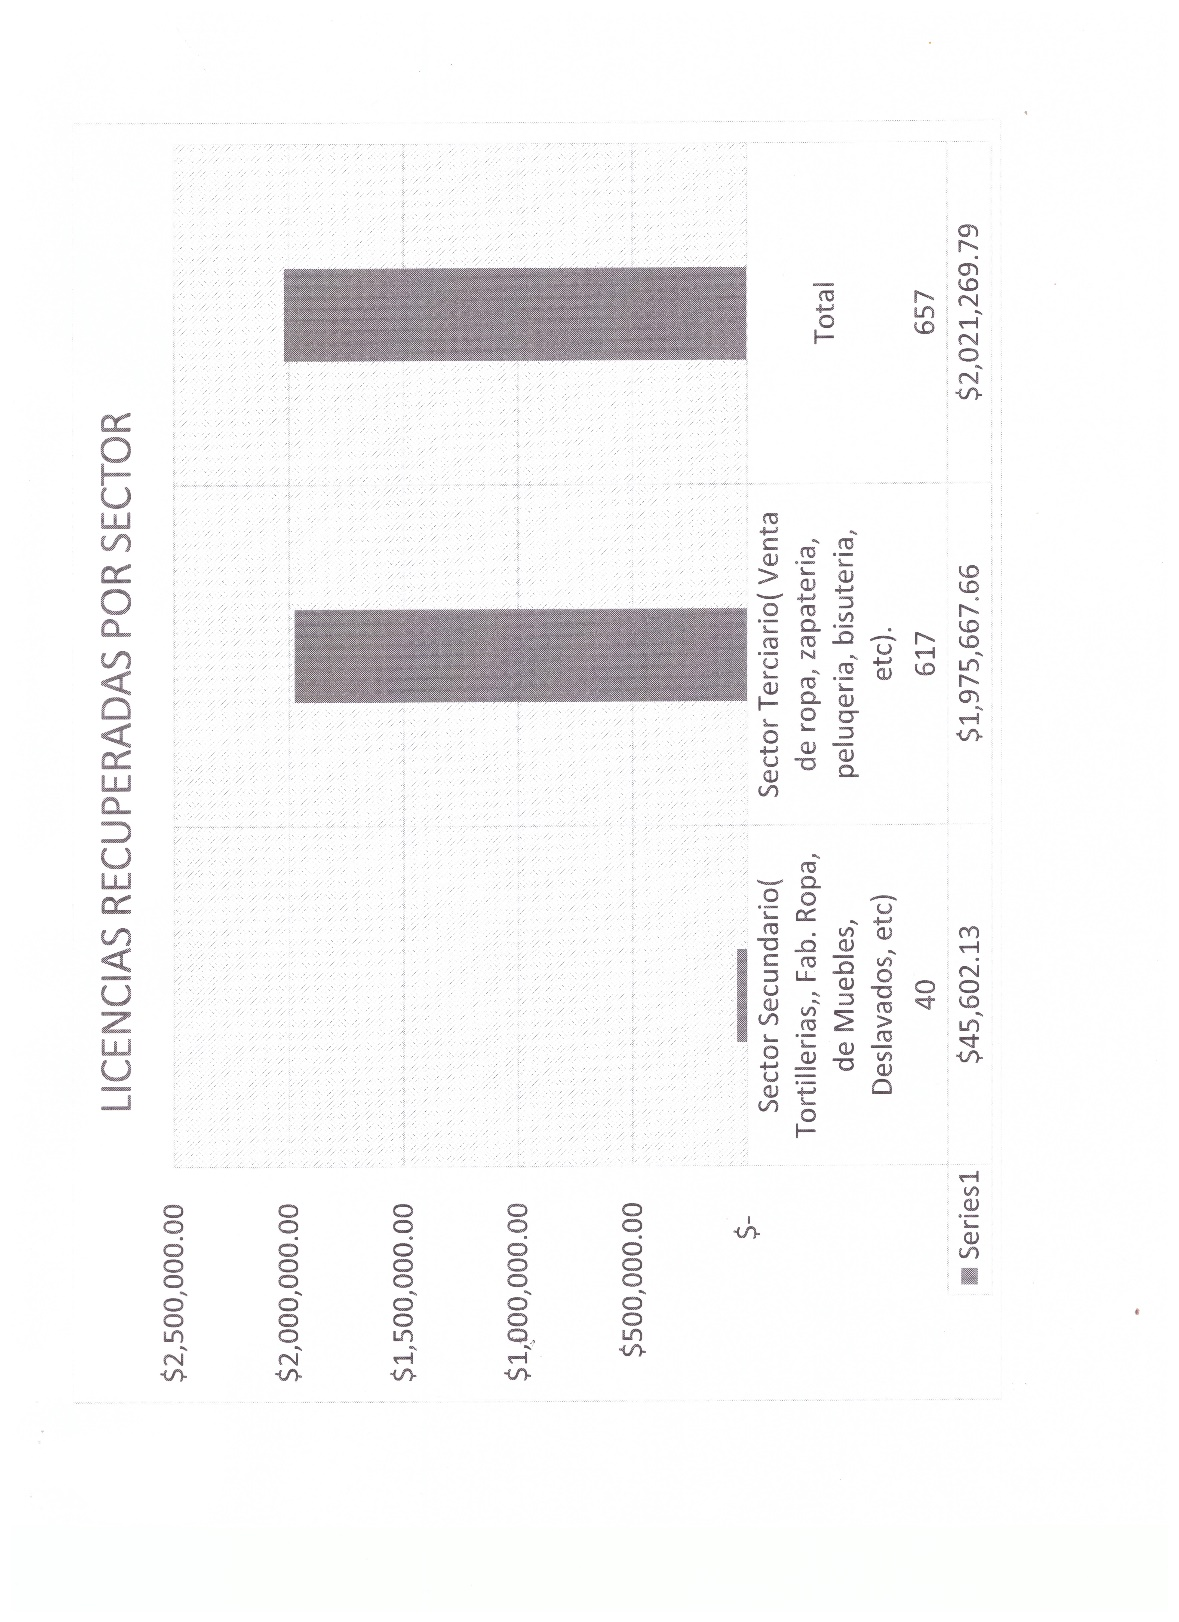 LICENCIAS RECUPERADAS POR SECTOR
$2,500,000.00
$2,000,000.00
$1,500,000.00
$1,000,000.00
$500,000.00
$-
Sector Secundario(
Tortillerias,, Fab. Ropa,
de Muebles,
Deslavados, etc)
40
Sector Terciario( Venta
de ropa, zapateria,
peluqeria, bisuteria,
etc).
617
Total
657
Series1
$45,602.13
$1,975,667.66
$2,021,269.79